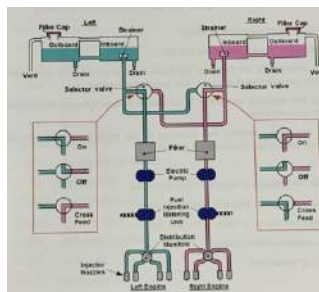 Left
Right
Filler Cap
Filler Cap
Strainer
Strainer
Outboard
Inboard
Inboard
Outboard
Vent
Drain
Drain
Drain
Drain
Vent
Selector valve
Selector valve
On
On
Filter
Off
Off
Electric
Pump
Cross
Feed
Cross
Feed
Fuel
Injection
Metering
Unit
Distribution
Manifold
Injector
Nozzles
Left Engine
Right Engine